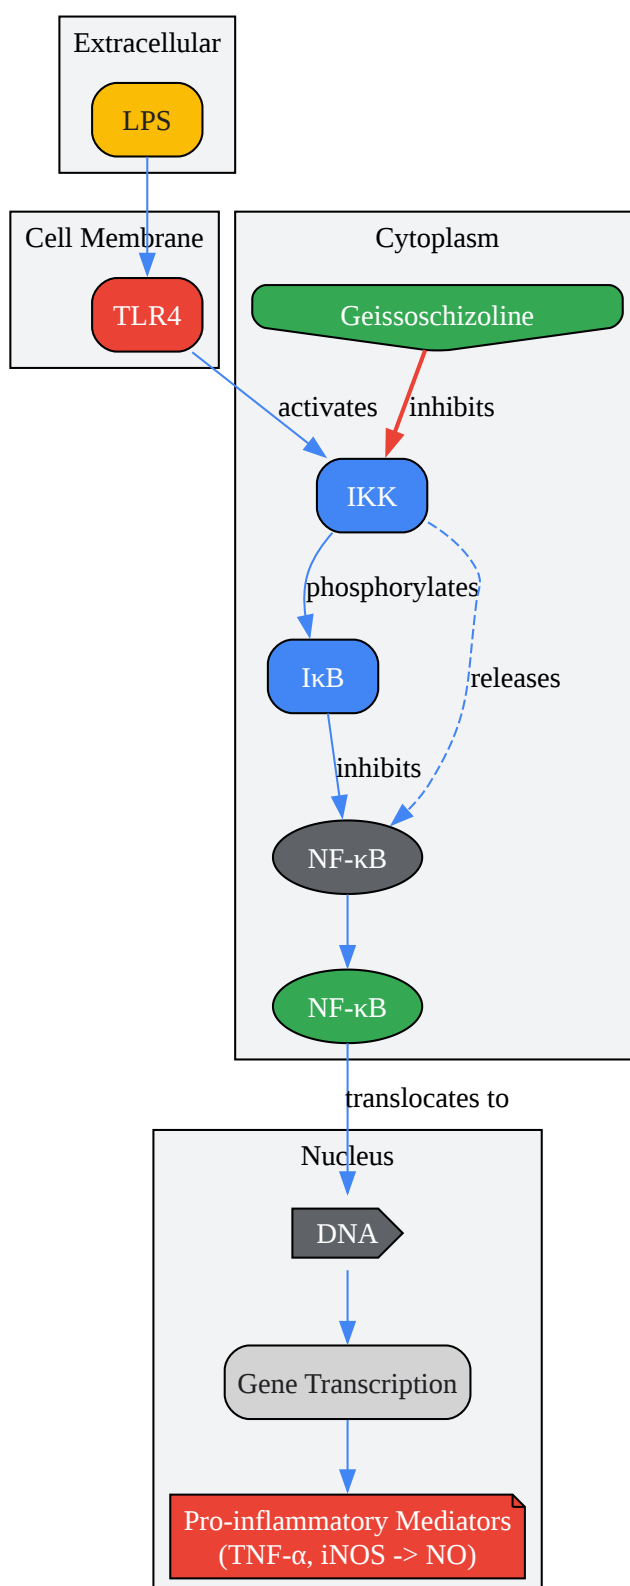 Extracellular
LPS
Cell Membrane
TLR4
Cytoplasm
Geissoschizoline
activates
inhibits
IKK
phosphorylates
IκB
releases
inhibits
NF-κB
NF-κB
translocates to
Nucleus
DNA
Gene Transcription
Pro-inflammatory Mediators
(TNF-α, iNOS -> NO)